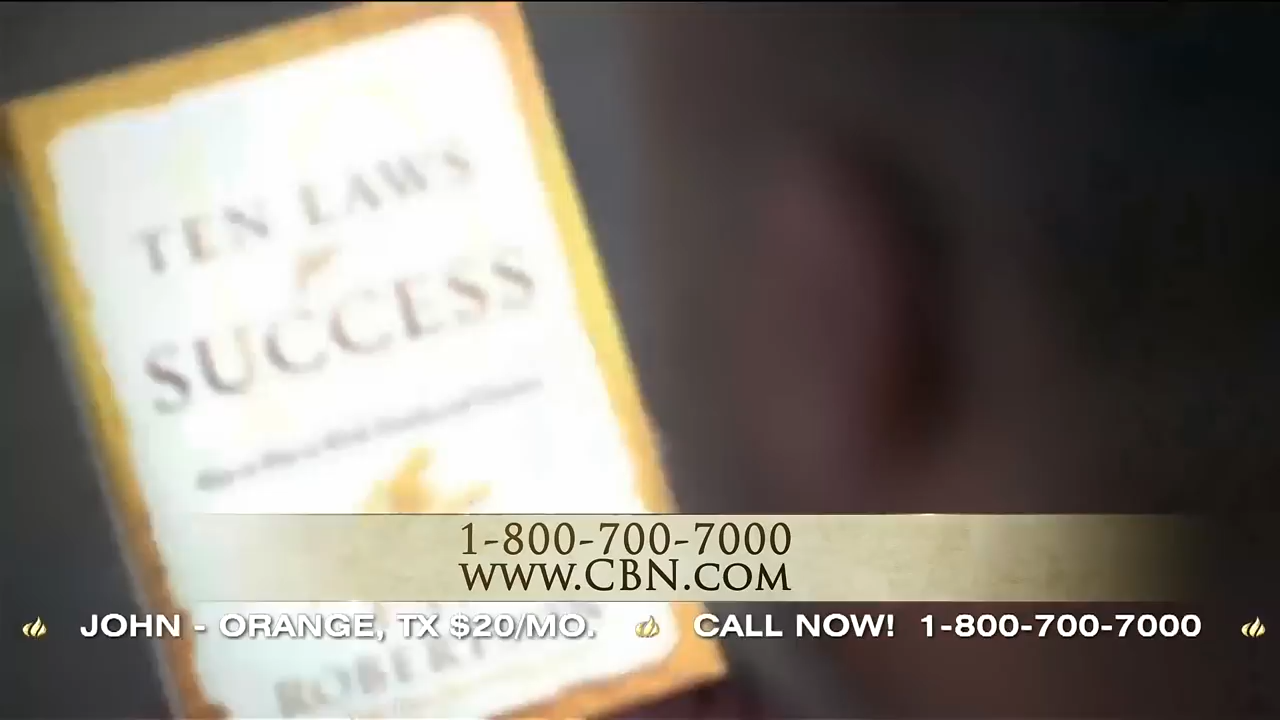 TEN LAWS
SUCCESS
1-800-700-7000
WWW.CBN.COM
JOHN - ORANGE, TX $20/MO.
CALL NOW! 1-800-700-7000
ROBERTSON